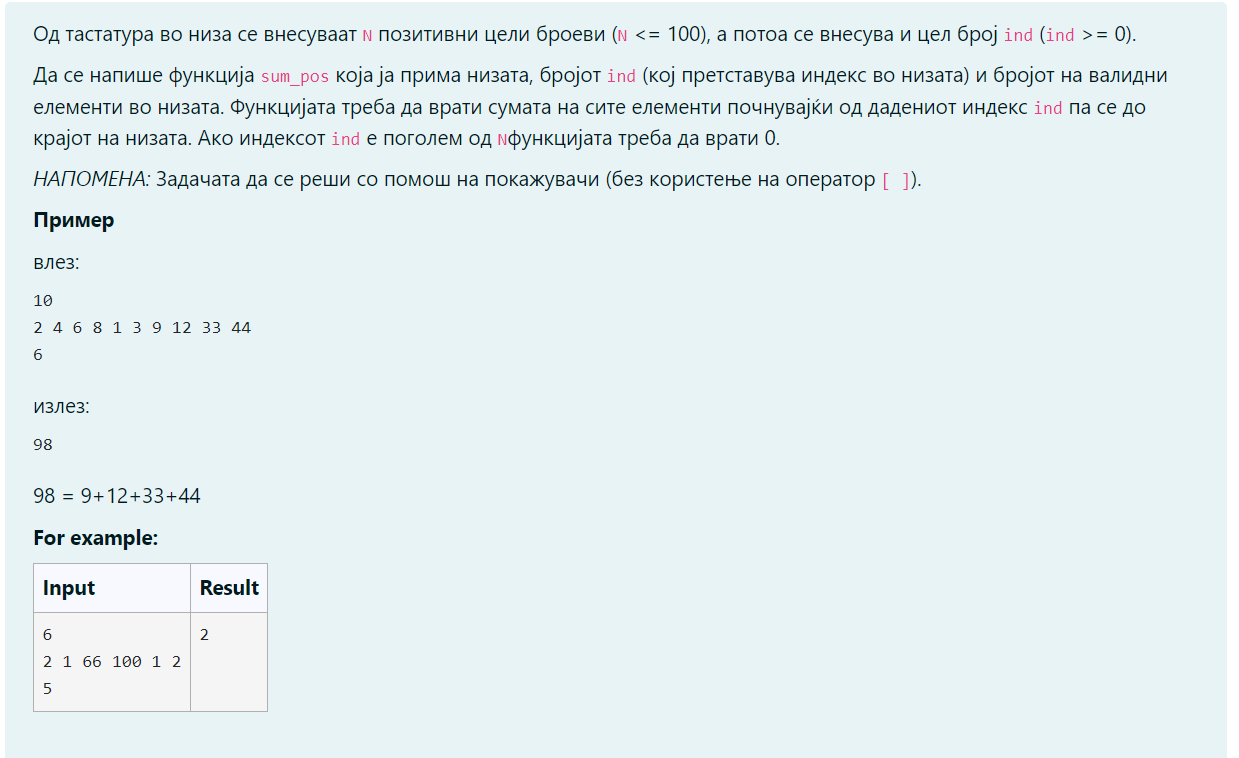 Од тастатура во низа се внесуваат N позитивни цели броеви (N <= 100), а потоа се внесува и цел број ind (ind >= 0).
Да се напише функција sum_pos која ја прима низата, бројот ind (кој претставува индекс во низата) и бројот на валидни
елементи во низата. Функцијата треба да врати сумата на сите елементи почнувајќи од дадениот индекс ind па се до
крајот на низата. Ако индексот ind е поголем од Nфункцијата треба да врати 0.
НАПОМЕНА: Задачата да се реши со помош на покажувачи (без користење на оператор [ ]).
Пример
влез:
10
2 4 6 8 1 3 9 12 33 44
6
излез:
98
98 = 9+12+33+44
For example:
Input Result
6 2
2 1 66 100 1 2
5